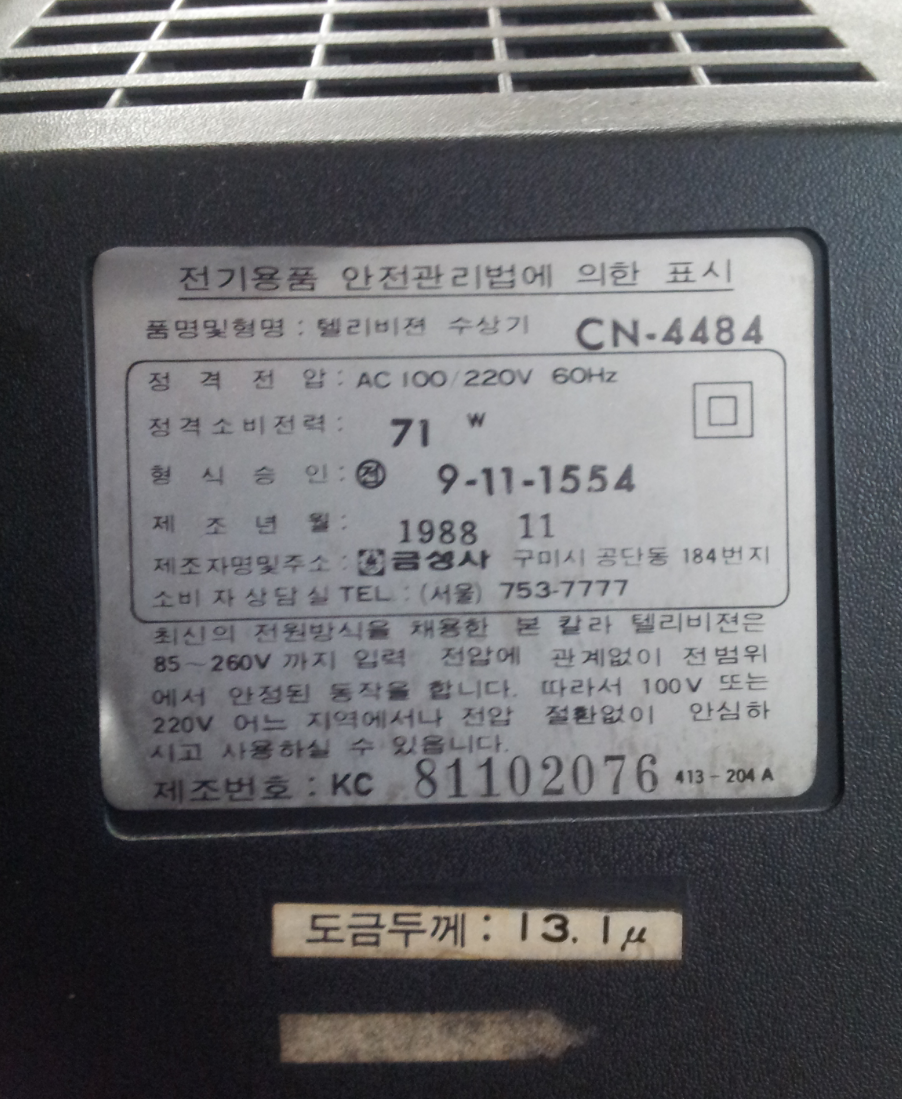 전기용품 안전관리법에 의한 표시
품명및형명 : 텔리비젼 수상기 CN-4484
정 격 전 압 : AC 100/220V 60Hz
정격소비전력 : 71 W
형 식 승 인 : 전 9-11-1554
제 조 년 월 : 1988 11
제조자명및주소 : 금성사 구미시 공단동 184번지
소비자상담실 TEL : (서울) 753-7777
최신의 전원방식을 채용한 본 칼라 텔리비젼은
85~260V 까지 입력 전압에 관계없이 전범위
에서 안정된 동작을 합니다. 따라서 100V 또는
220V 어느 지역에서나 전압 절환없이 안심하
시고 사용하실 수 있읍니다.
제조번호 : KC 81102076 413-204A
도금두께 : 13.1μ